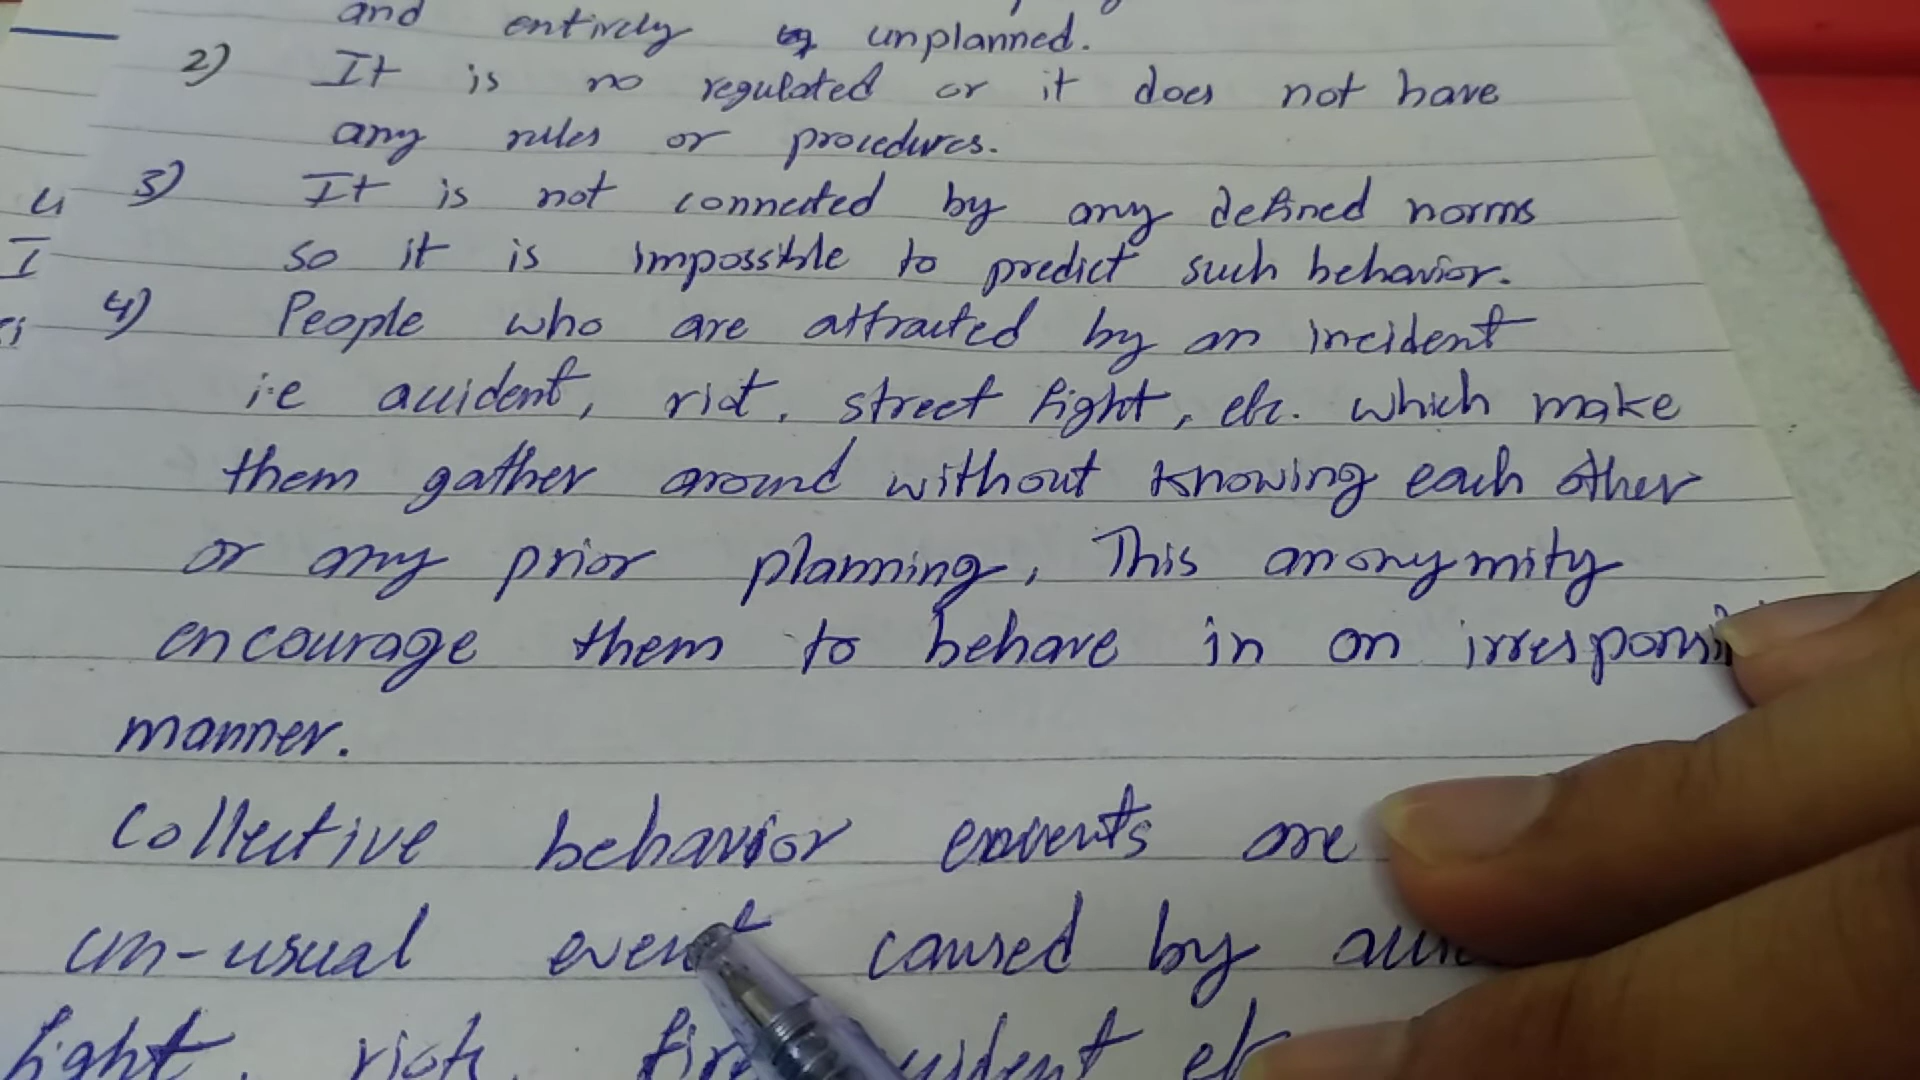 and entirely unplanned.
2) It is no regulated or it does not have
any rules or procedures.
3) It is not connected by any defined norms
so it is impossible to predict such behavior.
4) People who are attracted by an incident
i.e accident, riot, street fight, etc. which make
them gather around without knowing each other
or any prior planning, This anonymity
encourage them to behave in an
manner.
Collective behavior are
un-usual event caused by
fight, riot, etc